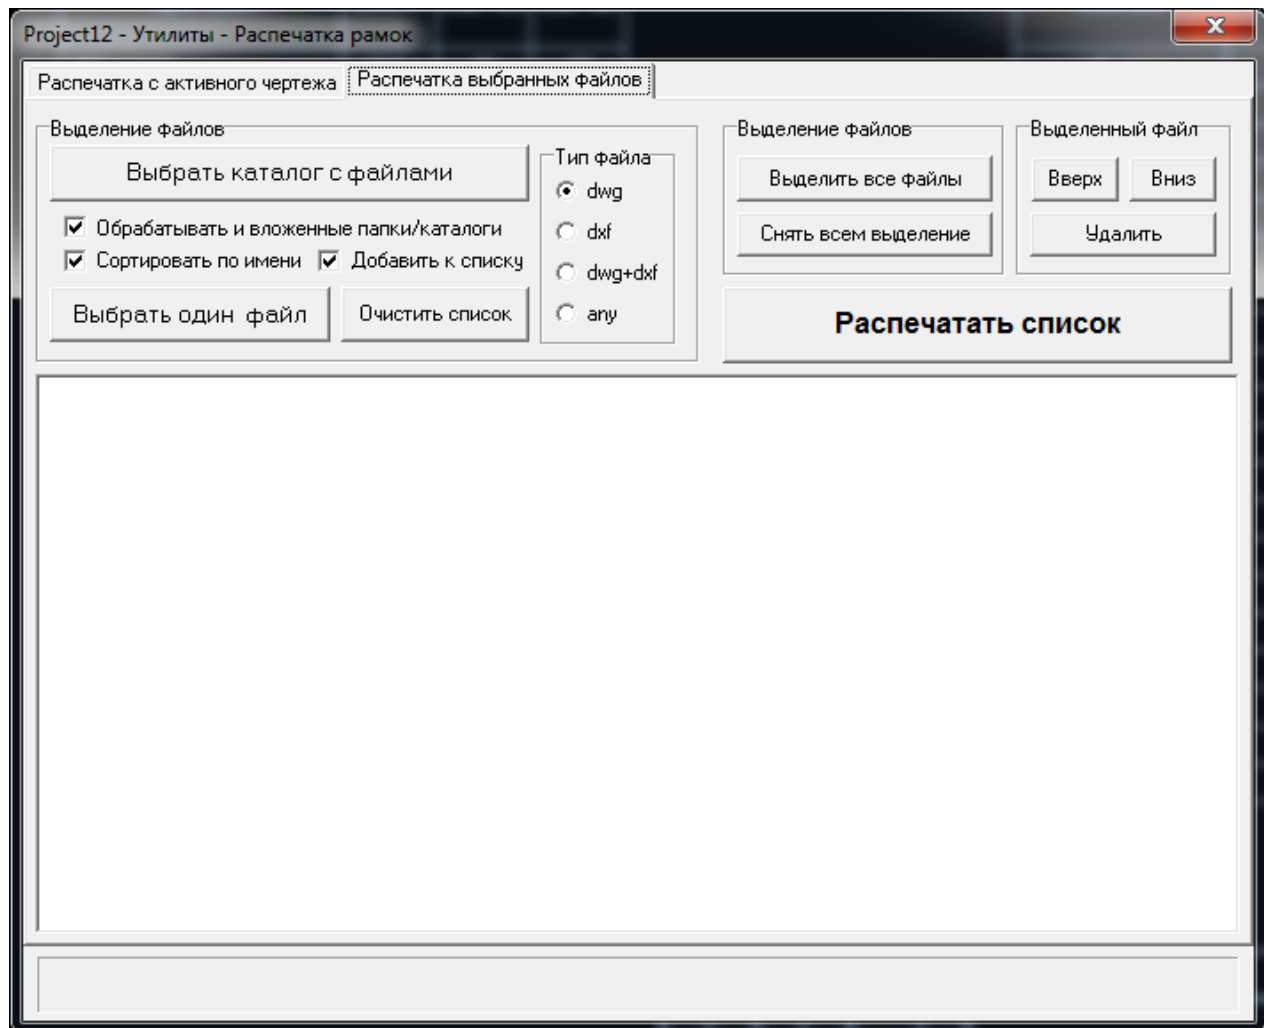 Project12 - Утилиты - Распечатка рамок
Распечатка с активного чертежа
Распечатка выбранных файлов
Выделение файлов
Выбрать каталог с файлами
Обрабатывать и вложенные папки/каталоги
Сортировать по имени
Добавить к списку
Выбрать один файл
Очистить список
Тип файла
dwg
dxf
dwg+dxf
any
Выделение файлов
Выделить все файлы
Снять всем выделение
Выделенный файл
Вверх
Вниз
Удалить
Распечатать список